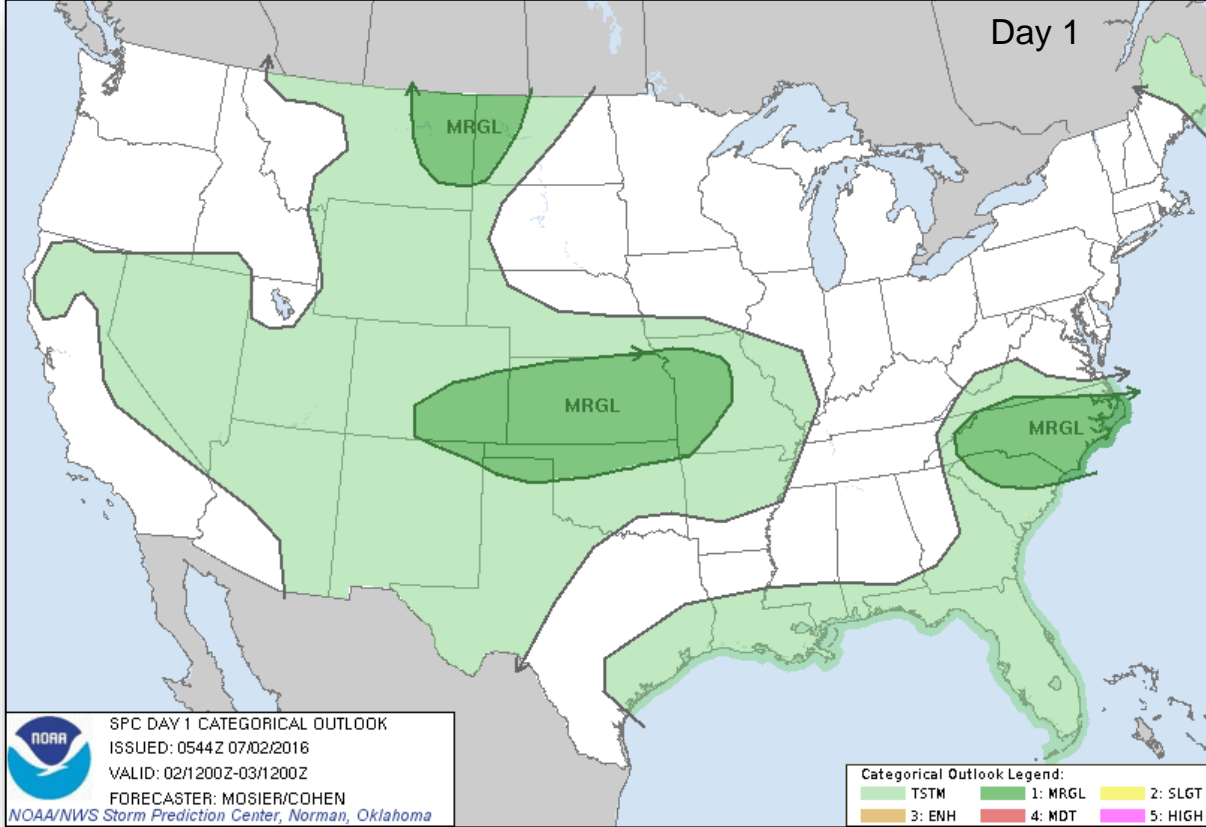 Day 1
MRGL
MRGL
MRGL
NOAA
SPC DAY 1 CATEGORICAL OUTLOOK
ISSUED: 0544Z 07/02/2016
VALID: 02/1200Z-03/1200Z
FORECASTER: MOSIER/COHEN
NOAA/NWS Storm Prediction Center, Norman, Oklahoma
Categorical Outlook Legend:
TSTM 1: MRGL 2: SLGT
3: ENH 4: MDT 5: HIGH